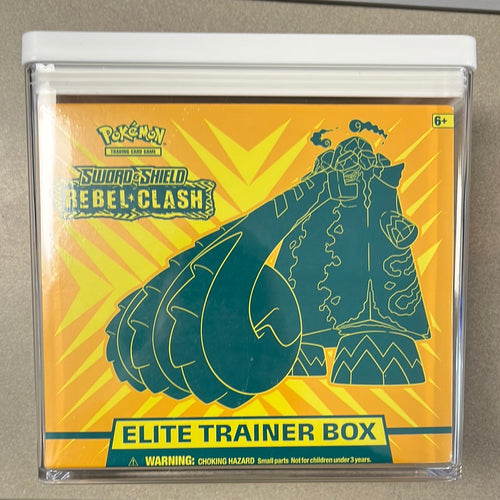 6+
POKéMON
TRADING CARD GAME
SWORD & SHIELD
REBEL CLASH
ELITE TRAINER BOX
WARNING: CHOKING HAZARD Small parts Not for children under 3 years.